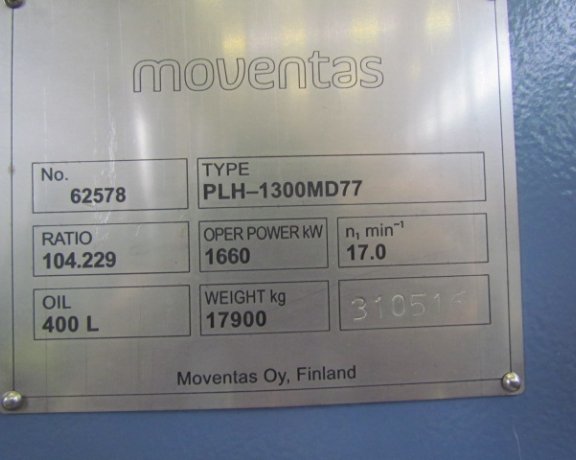 moventas
No.
62578
TYPE
PLH–1300MD77
RATIO
104.229
OPER POWER kW
1660
n₁ min⁻¹
17.0
OIL
400 L
WEIGHT kg
17900
Moventas Oy, Finland